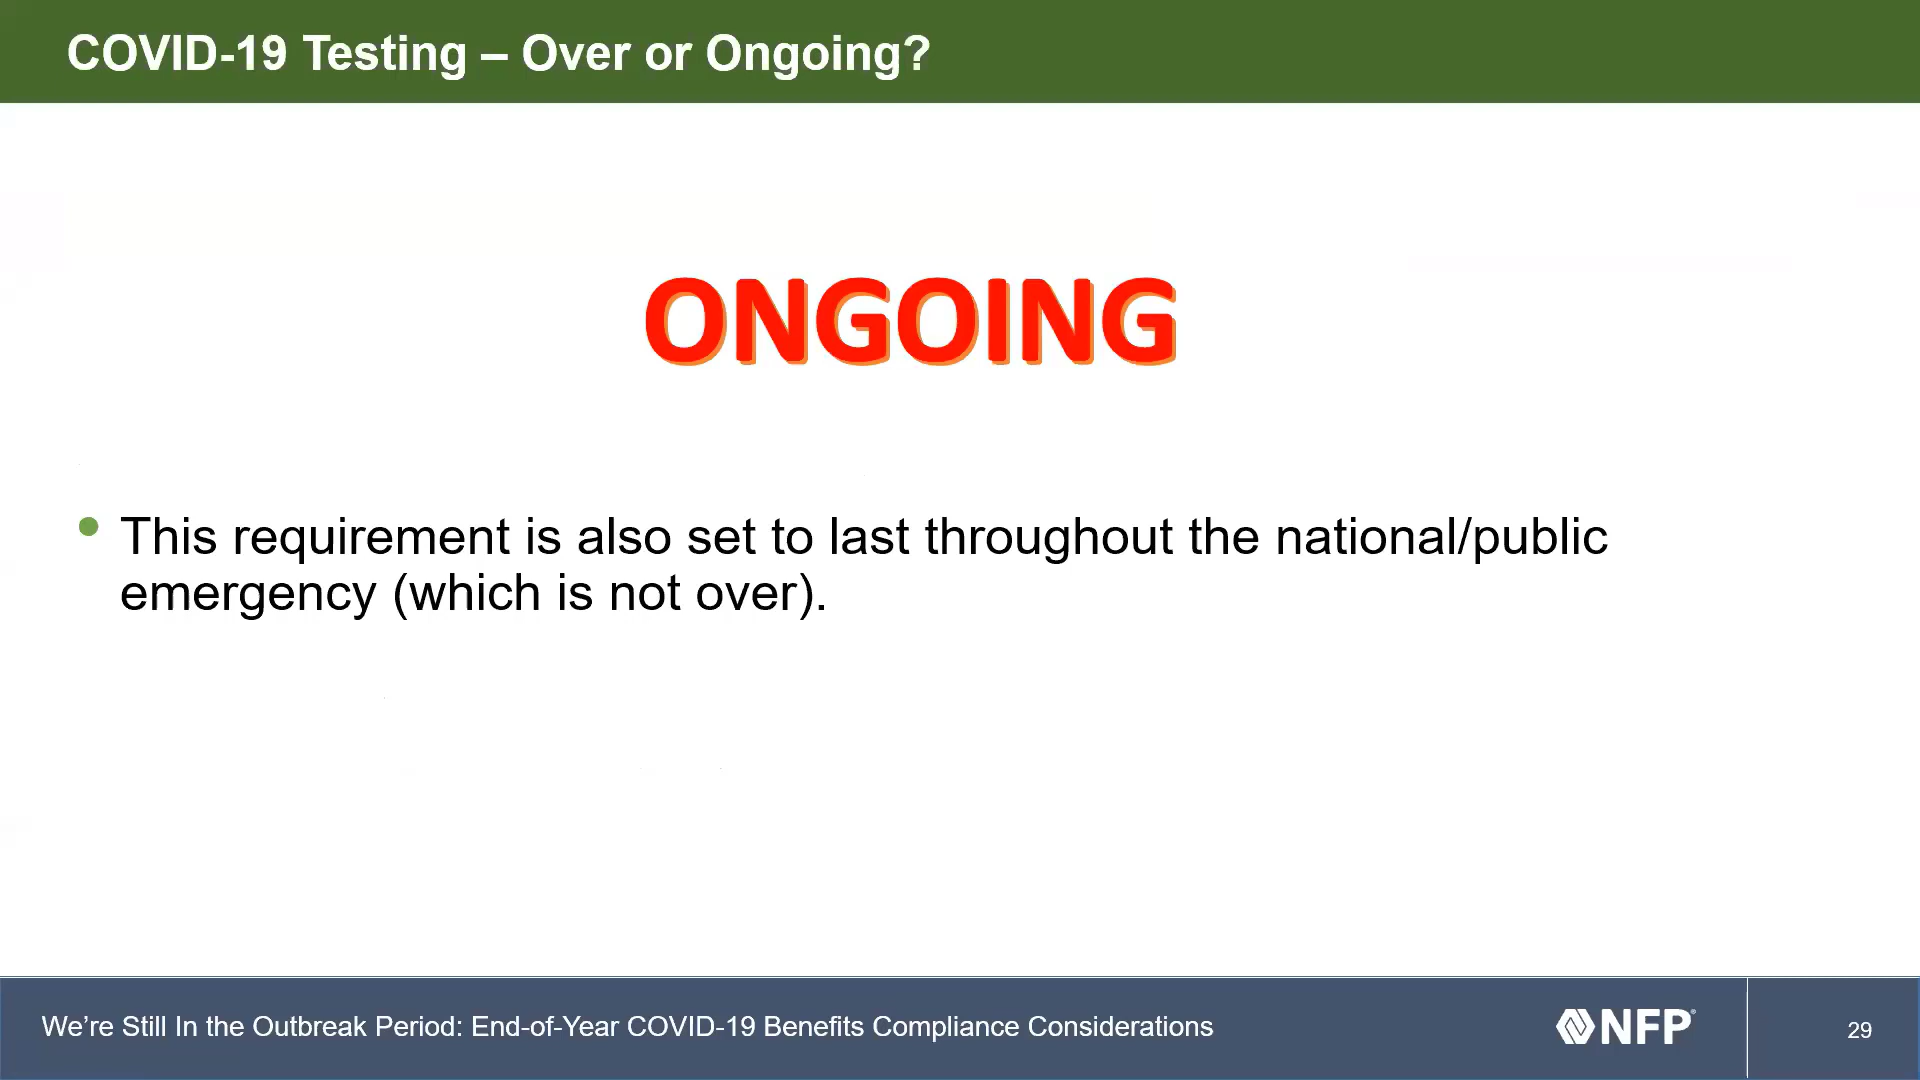 COVID-19 Testing – Over or Ongoing?
ONGOING
• This requirement is also set to last throughout the national/public
emergency (which is not over).
We’re Still In the Outbreak Period: End-of-Year COVID-19 Benefits Compliance Considerations
NFP®
29